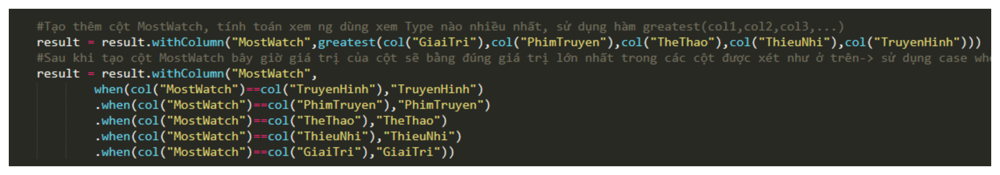 #Tạo thêm cột MostWatch, tính toán xem ng dùng xem Type nào nhiều nhất, sử dụng hàm greatest(col1,col2,col3,...)
result = result.withColumn("MostWatch",greatest(col("GiaiTri"),col("PhimTruyen"),col("TheThao"),col("ThieuNhi"),col("TruyenHinh")))
#Sau khi tạo cột MostWatch bây giờ giá trị của cột sẽ bằng đúng giá trị lớn nhất trong các cột được xét như ở trên-> sử dụng case
result = result.withColumn("MostWatch",
when(col("MostWatch")==col("TruyenHinh"),"TruyenHinh")
.when(col("MostWatch")==col("PhimTruyen"),"PhimTruyen")
.when(col("MostWatch")==col("TheThao"),"TheThao")
.when(col("MostWatch")==col("ThieuNhi"),"ThieuNhi")
.when(col("MostWatch")==col("GiaiTri"),"GiaiTri"))